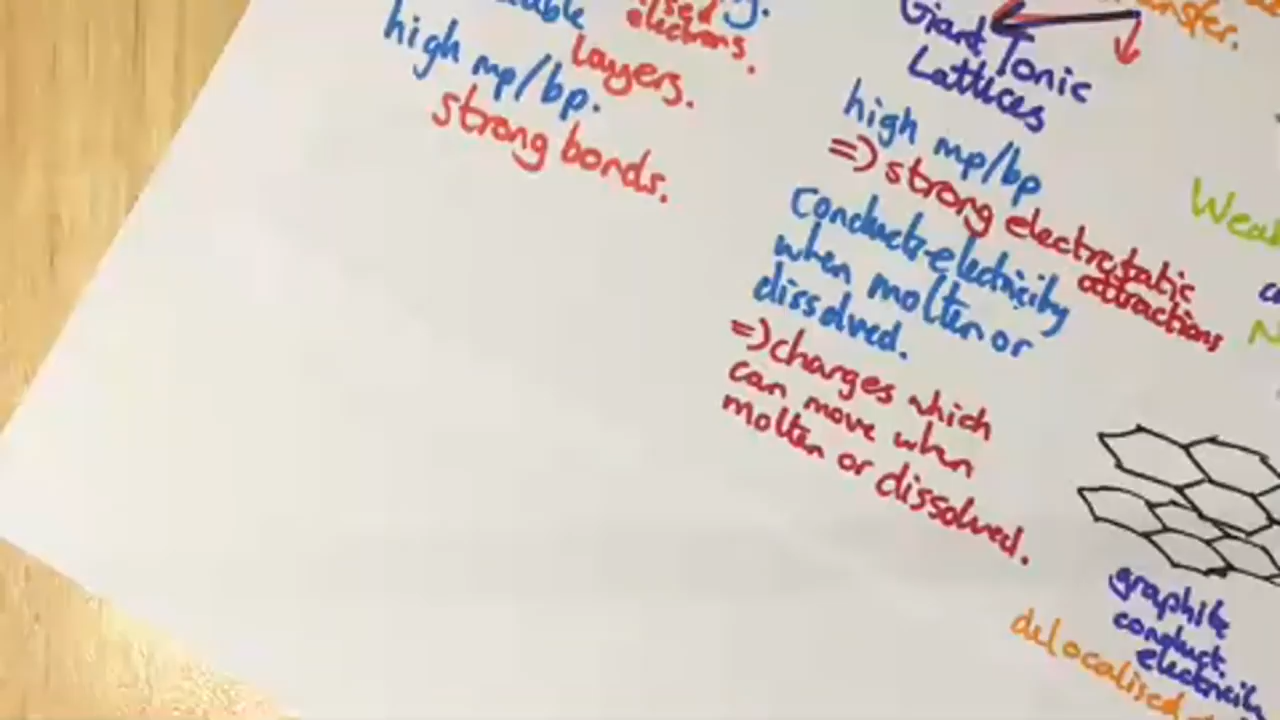 electrons.
layers.
high mp/bp.
strong bonds.
Giant Ionic
Lattices
high mp/bp
=) strong electrostatic
attractions
Conducts electricity
when molten or
dissolved.
=) charges which
can move when
molten or dissolved.
graphite
conduct
electricity
delocalised